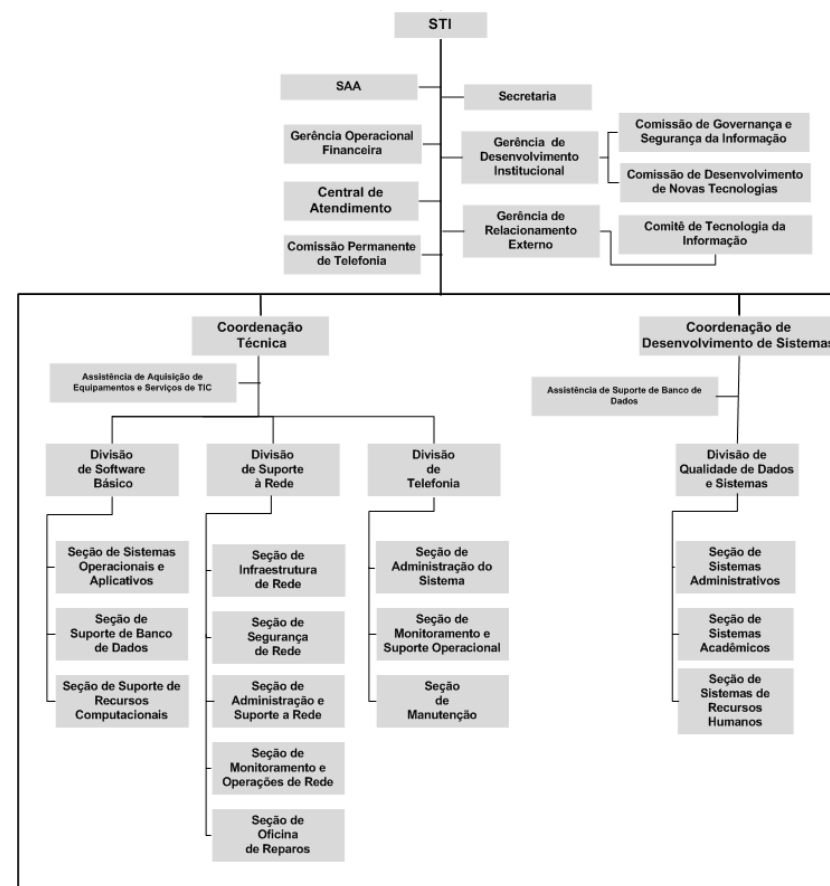 STI
SAA
Secretaria
Gerência Operacional
Financeira
Gerência de
Desenvolvimento
Institucional
Comissão de Governança e
Segurança da Informação
Comissão de Desenvolvimento
de Novas Tecnologias
Central de
Atendimento
Gerência de
Relacionamento
Externo
Comitê de Tecnologia da
Informação
Comissão Permanente
de Telefonia
Coordenação
Técnica
Coordenação de
Desenvolvimento de Sistemas
Assistência de Aquisição de
Equipamentos e Serviços de TIC
Assistência de Suporte de Banco de
Dados
Divisão
de Software
Básico
Divisão
de Suporte
à Rede
Divisão
de
Telefonia
Divisão de
Qualidade de Dados
e Sistemas
Seção de Sistemas
Operacionais e
Aplicativos
Seção de
Suporte de Banco
de Dados
Seção de Suporte de
Recursos
Computacionais
Seção de
Infraestrutura
de Rede
Seção de
Segurança
de Rede
Seção de
Administração e
Suporte a Rede
Seção de
Monitoramento e
Operações de Rede
Seção de
Oficina
de Reparos
Seção de
Administração do
Sistema
Seção de
Monitoramento e
Suporte Operacional
Seção
de
Manutenção
Seção de
Sistemas
Administrativos
Seção de
Sistemas
Acadêmicos
Seção de
Sistemas de
Recursos
Humanos